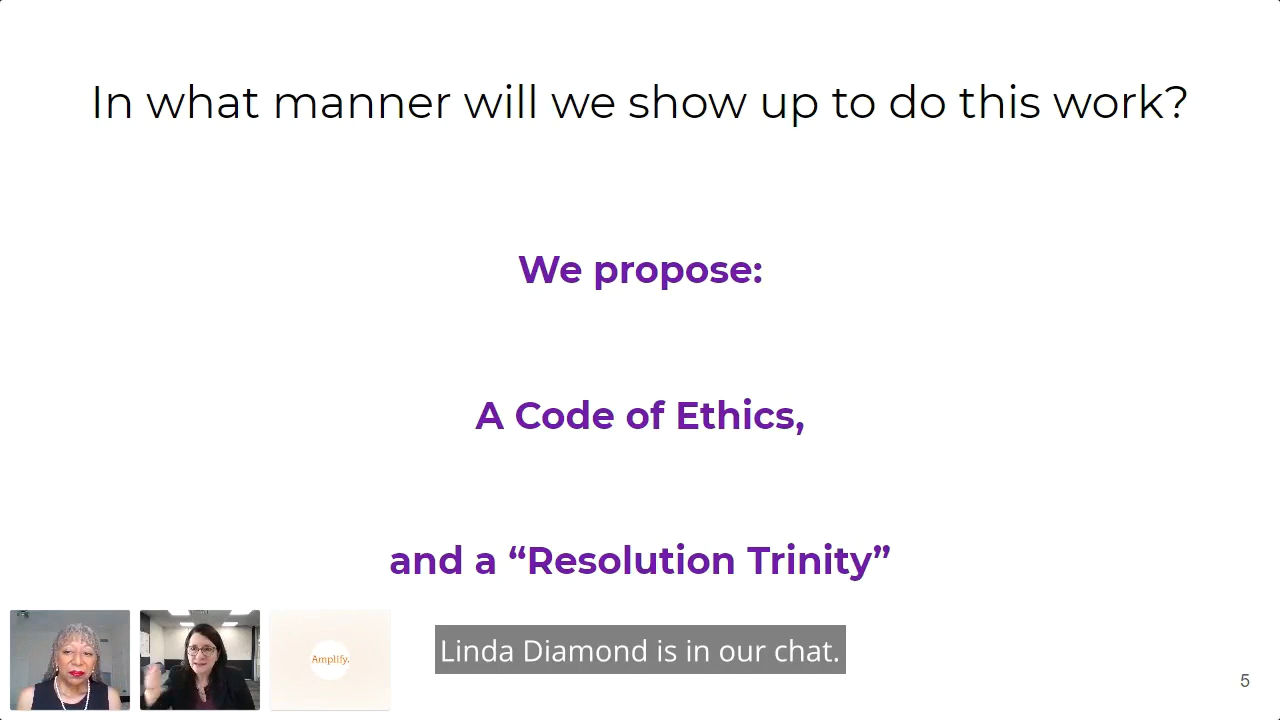 In what manner will we show up to do this work?
We propose:
A Code of Ethics,
and a “Resolution Trinity”
Amplify.
Linda Diamond is in our chat.
5